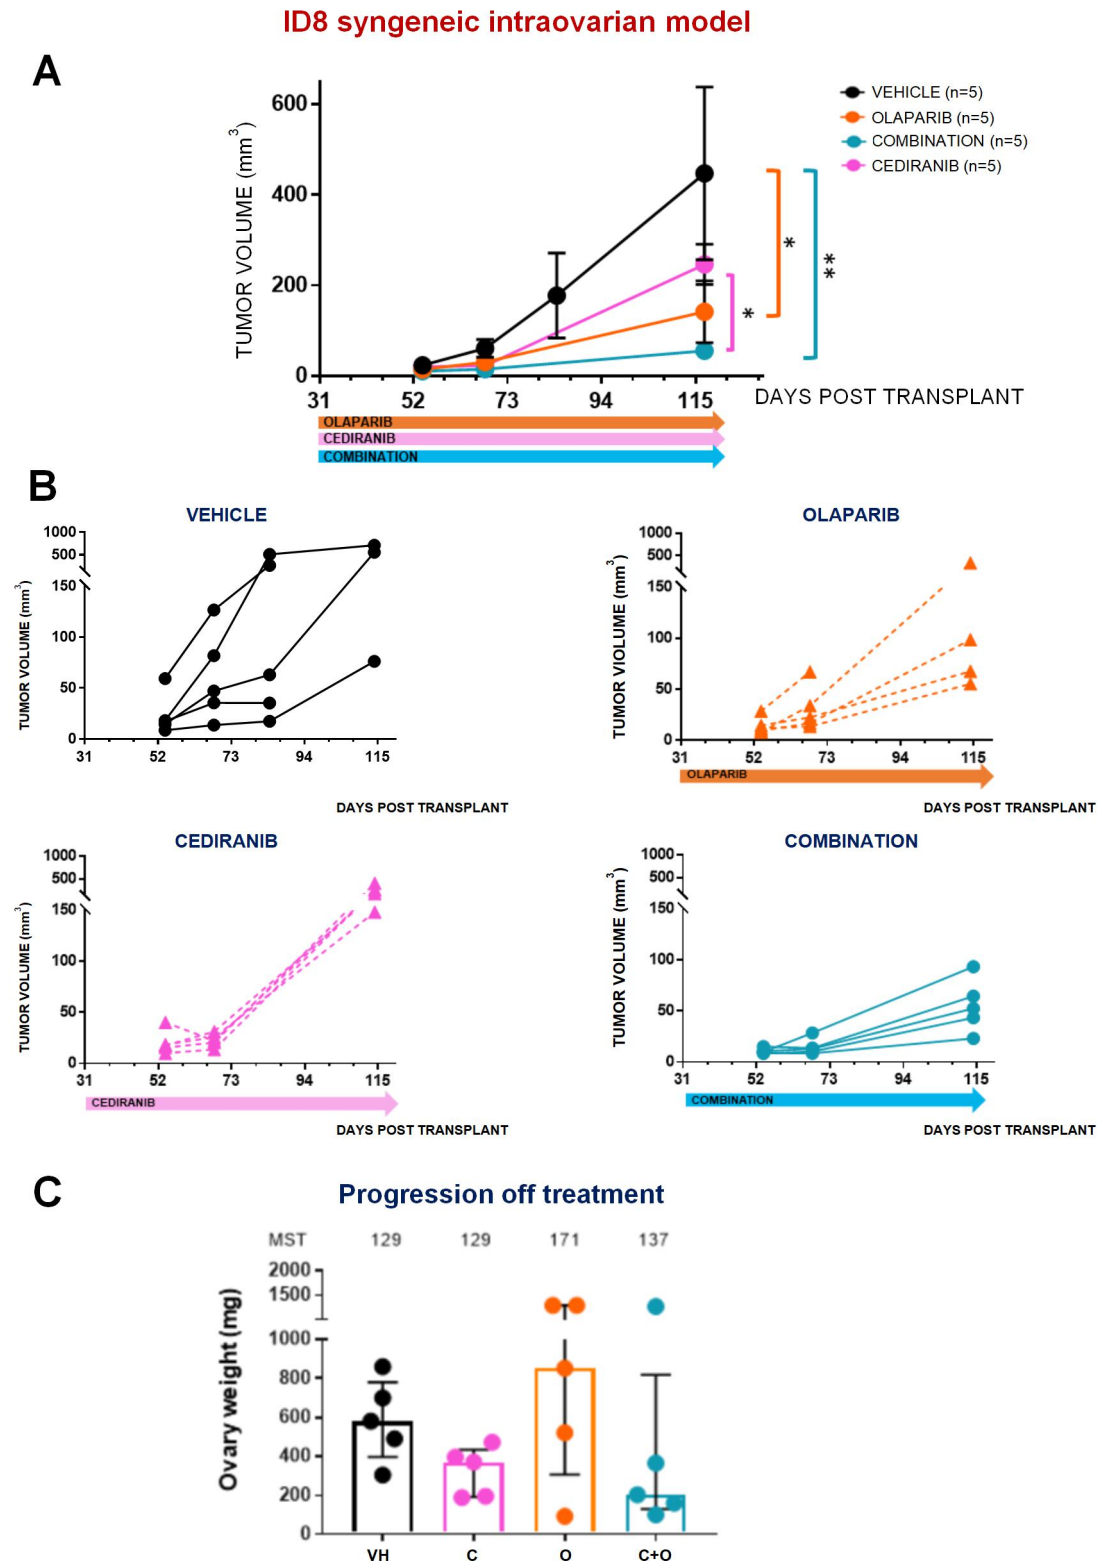 ID8 syngeneic intraovarian model
A
TUMOR VOLUME (mm3)
600
400
200
0
31 52 73 94 115
DAYS POST TRANSPLANT
VEHICLE (n=5)
OLAPARIB (n=5)
COMBINATION (n=5)
CEDIRANIB (n=5)
*
**
*
OLAPARIB
CEDIRANIB
COMBINATION
B
VEHICLE
TUMOR VOLUME (mm3)
1000
500
150
100
50
0
31 52 73 94 115
DAYS POST TRANSPLANT
OLAPARIB
TUMOR VIOLUME (mm3)
1000
500
150
100
50
0
31 52 73 94 115
OLAPARIB
DAYS POST TRANSPLANT
CEDIRANIB
TUMOR VOLUME (mm3)
1000
500
150
100
50
0
31 52 73 94 115
CEDIRANIB
DAYS POST TRANSPLANT
COMBINATION
TUMOR VOLUME (mm3)
1000
500
150
100
50
0
31 52 73 94 115
COMBINATION
DAYS POST TRANSPLANT
C
Progression off treatment
MST 129 129 171 137
Ovary weight (mg)
2000
1500
1000
800
600
400
200
0
VH C O C+O